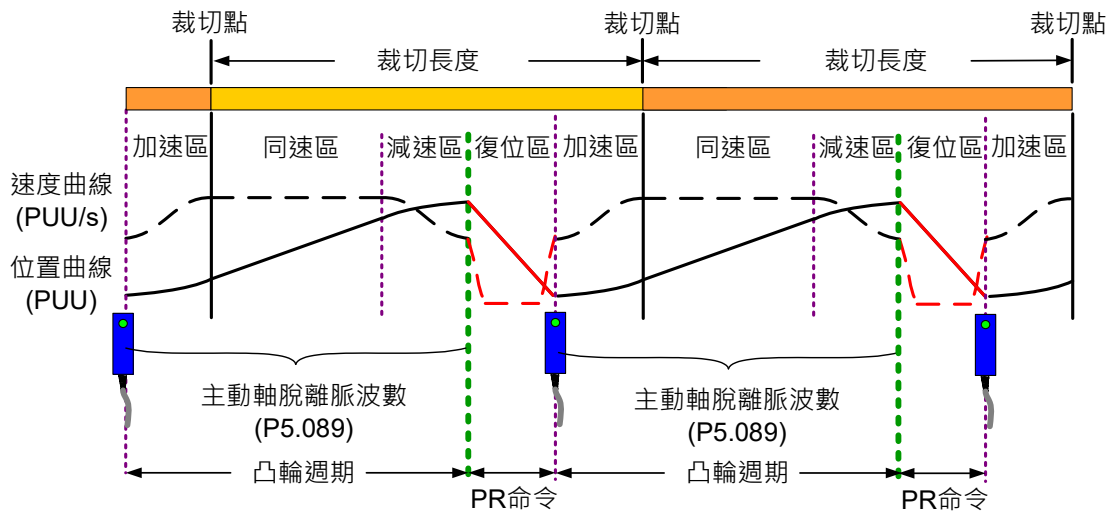 裁切點
裁切點
裁切點
裁切長度
裁切長度
加速區
同速區
減速區
復位區
加速區
同速區
減速區
復位區
加速區
速度曲線
(PUU/s)
位置曲線
(PUU)
主動軸脫離脈波數
(P5.089)
主動軸脫離脈波數
(P5.089)
凸輪週期
PR命令
凸輪週期
PR命令